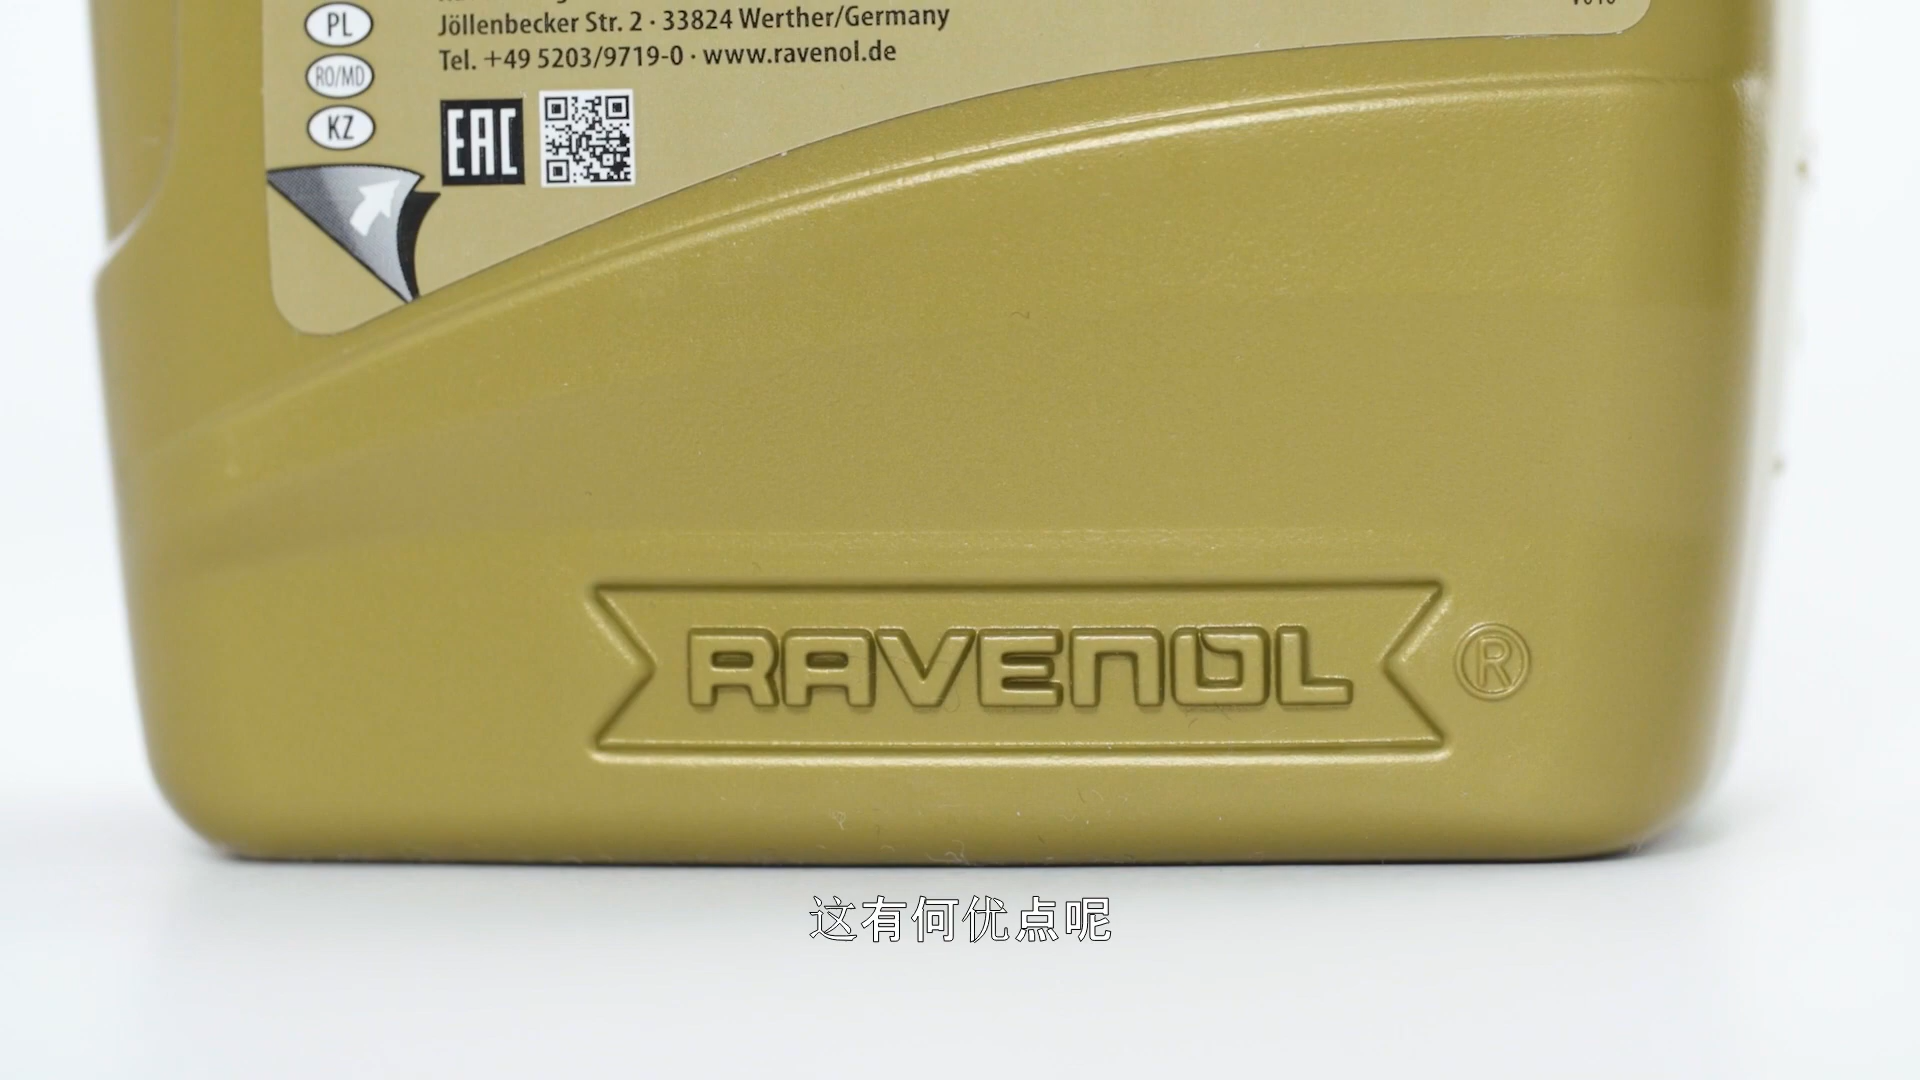 PL
Jöllenbecker Str. 2 · 33824 Werther/Germany
RO/MD
Tel. +49 5203/9719-0 · www.ravenol.de
KZ
EAC
RAVENOL ®
这有何优点呢